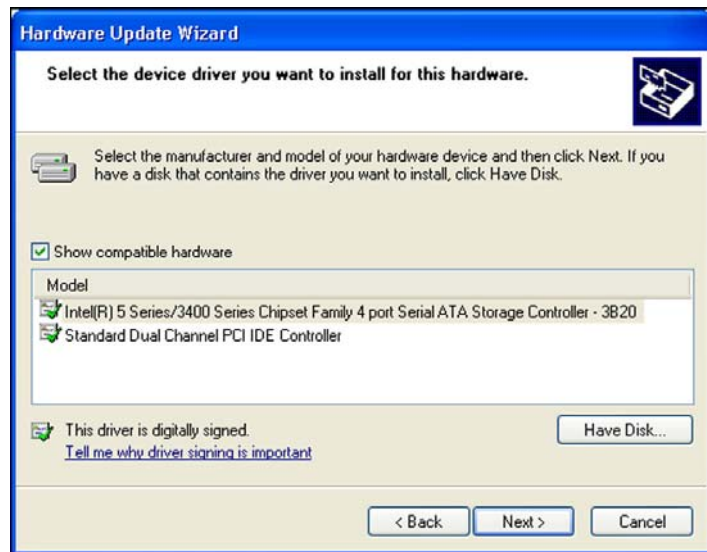 Hardware Update Wizard
Select the device driver you want to install for this hardware.
Select the manufacturer and model of your hardware device and then click Next. If you
have a disk that contains the driver you want to install, click Have Disk.
Show compatible hardware
Model
Intel(R) 5 Series/3400 Series Chipset Family 4 port Serial ATA Storage Controller - 3B20
Standard Dual Channel PCI IDE Controller
This driver is digitally signed.
Have Disk...
Tell me why driver signing is important
< Back Next > Cancel